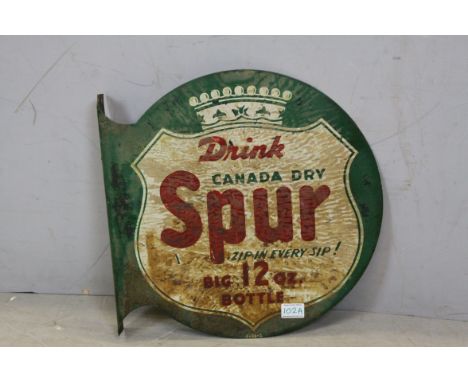 Drink
CANADA DRY
Spur
ZIP IN EVERY SIP!
BIG 12 OZ.
BOTTLE
102A